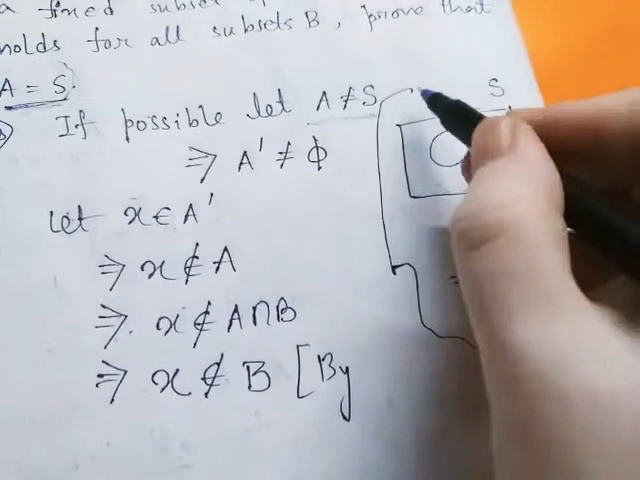 a fixed subset
holds for all subsets B, prove that
A = S.
If possible let A ≠ S
⇒ A' ≠ ϕ
S
Let x ∈ A'
⇒ x ∉ A
⇒ x ∉ A∩B
⇒ x ∉ B [By